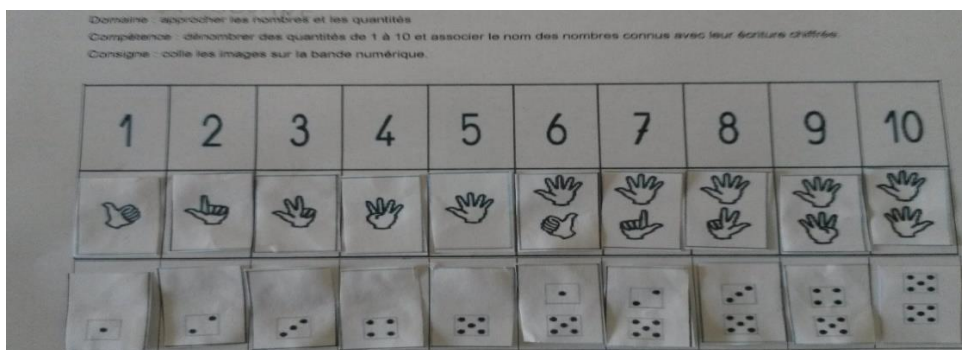 Domaine : approcher les nombres et les quantités
Compétence : dénombrer des quantités de 1 à 10 et associer le nom des nombres connus avec leur écriture chiffrée.
Consigne : colle les images sur la bande numérique.
1 2 3 4 5 6 7 8 9 10